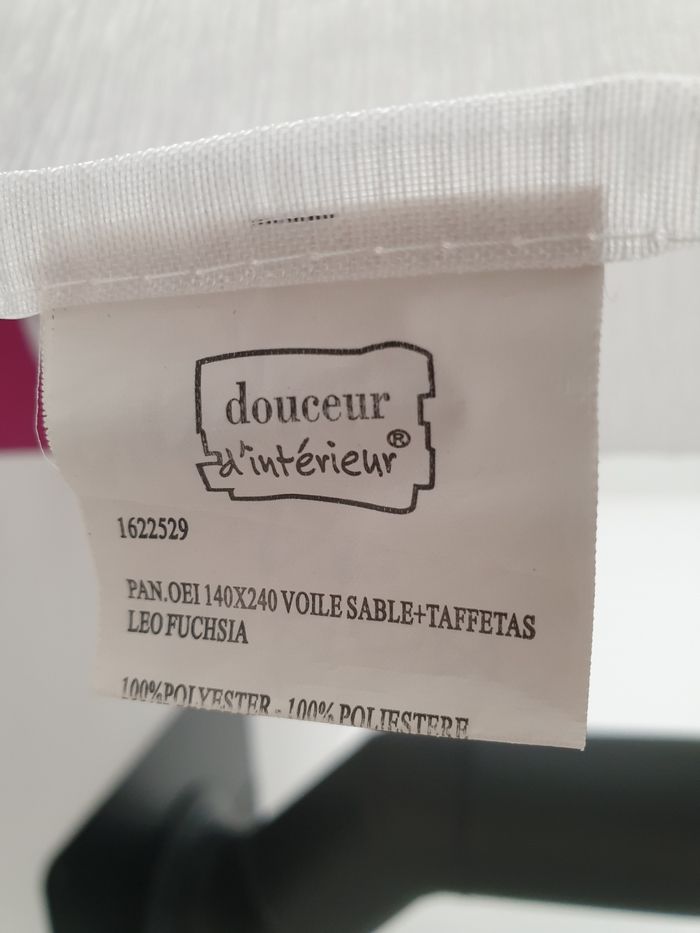 douceur
d'intérieur®
1622529
PAN.OEI 140X240 VOILE SABLE+TAFFETAS
LEO FUCHSIA
100%POLYESTER - 100% POLIESTERE